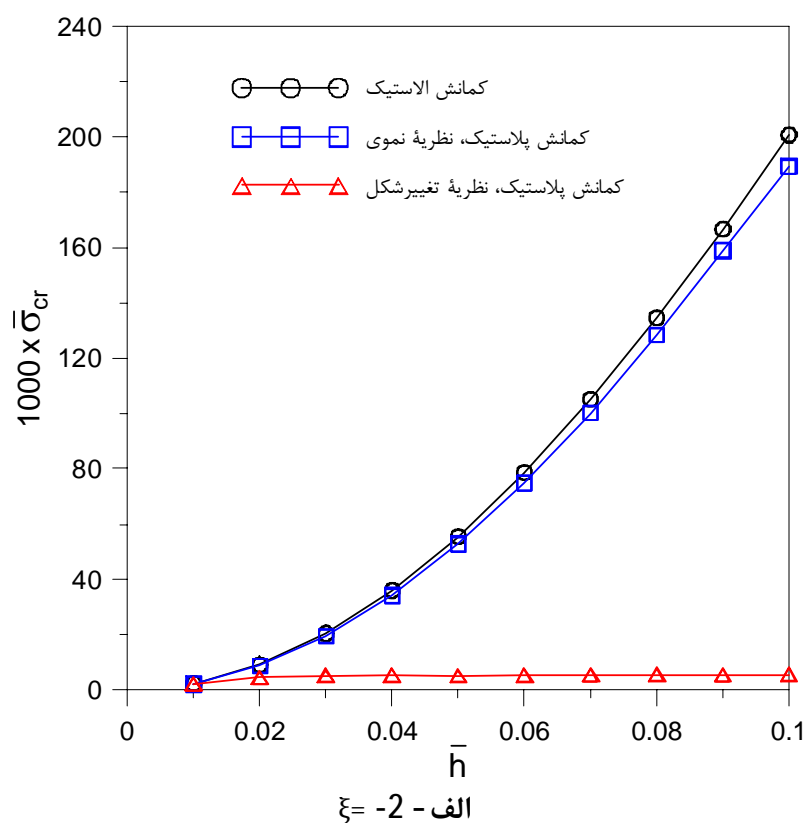 240
200
160
120
80
40
0
1000 x σ̄cr
کمانش الاستیک
کمانش پلاستیک، نظریهٔ نموی
کمانش پلاستیک، نظریهٔ تغییرشکل
0 0.02 0.04 0.06 0.08 0.1
h̄
الف - 2- =ξ